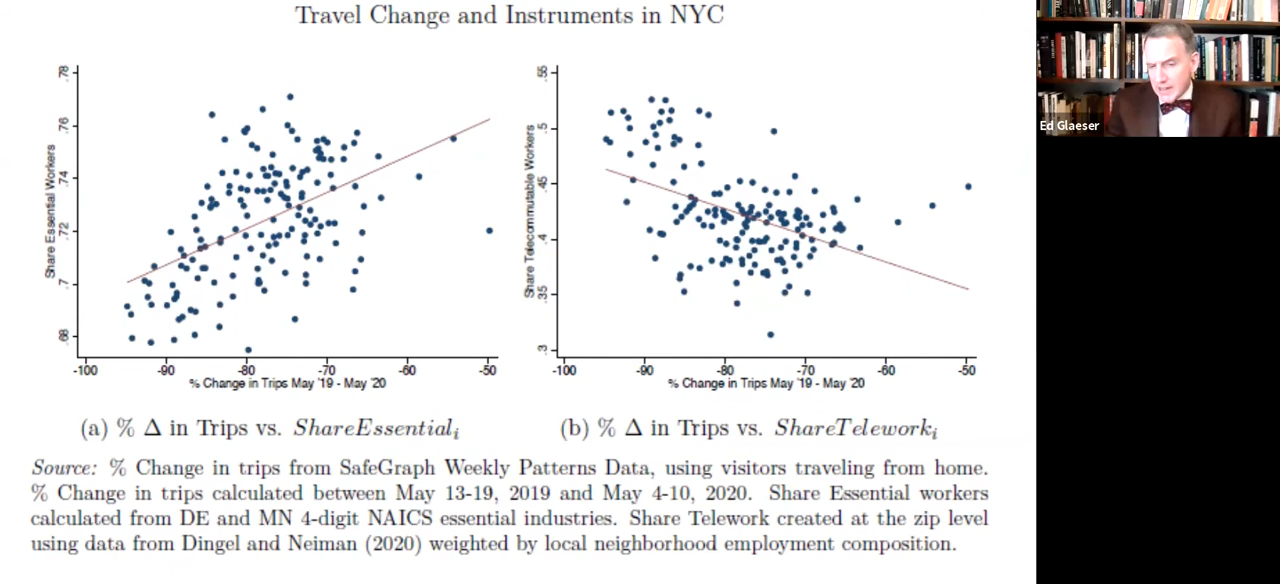 Travel Change and Instruments in NYC
Share Essential Workers
.78
.76
.74
.72
.7
.68
-100 -90 -80 -70 -60 -50
% Change in Trips May '19 - May '20
Share Telecommutable Workers
.55
.5
.45
.4
.35
.3
-100 -90 -80 -70 -60 -50
% Change in Trips May '19 - May '20
(a) % Δ in Trips vs. ShareEssential_i
(b) % Δ in Trips vs. ShareTelework_i
Source: % Change in trips from SafeGraph Weekly Patterns Data, using visitors traveling from home.
% Change in trips calculated between May 13-19, 2019 and May 4-10, 2020. Share Essential workers
calculated from DE and MN 4-digit NAICS essential industries. Share Telework created at the zip level
using data from Dingel and Neiman (2020) weighted by local neighborhood employment composition.
Ed Glaeser